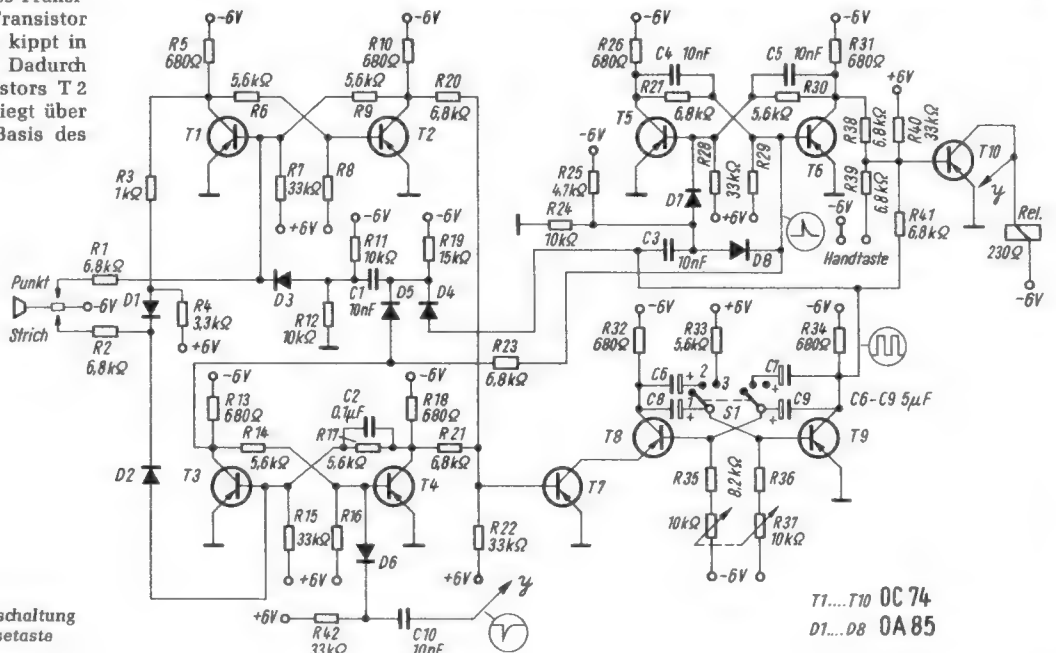 Transistor
kippt in
Dadurch
stors T 2
iegt über
Basis des
-6V
R5
680Ω
-6V
R10
680Ω
R20
6,8kΩ
5,6kΩ
R6
5,6kΩ
R9
T1
T2
R3
1kΩ
R7
33kΩ
R8
+6V
-6V
R11
10kΩ
-6V
R19
15kΩ
R1
6,8kΩ
Punkt
-6V
Strich
D1
R4
3,3kΩ
+6V
R2
6,8kΩ
D3
C1
10nF
D5
D4
R12
10kΩ
R23
6,8kΩ
-6V
R13
680Ω
C2
0,1µF
-6V
R18
680Ω
R14
5,6kΩ
R17
5,6kΩ
R21
6,8kΩ
D2
T3
T4
T7
R15
33kΩ
R16
+6V
D6
R22
33kΩ
+6V
+6V
R42
33kΩ
C10
10nF
y
-6V
R26
680Ω
C4
10nF
C5
10nF
-6V
R31
680Ω
R27
6,8kΩ
R30
5,6kΩ
T5
T6
+6V
R38
6,8kΩ
R40
33kΩ
T10
y
-6V
R25
4,7kΩ
R24
10kΩ
D7
R28
33kΩ
R29
+6V
R39
6,8kΩ
-6V
Handtaste
R41
6,8kΩ
Rel.
230Ω
-6V
C3
10nF
D8
-6V
R32
680Ω
+6V
R33
5,6kΩ
-6V
R34
680Ω
C6
+
2
3
C7
+
C8
+
1
S1
+
C9
C6-C9 5µF
T8
T9
R35
8,2kΩ
R36
10kΩ
R37
10kΩ
-6V
T1....T10 OC 74
D1....D8 OA 85
schaltung
setaste